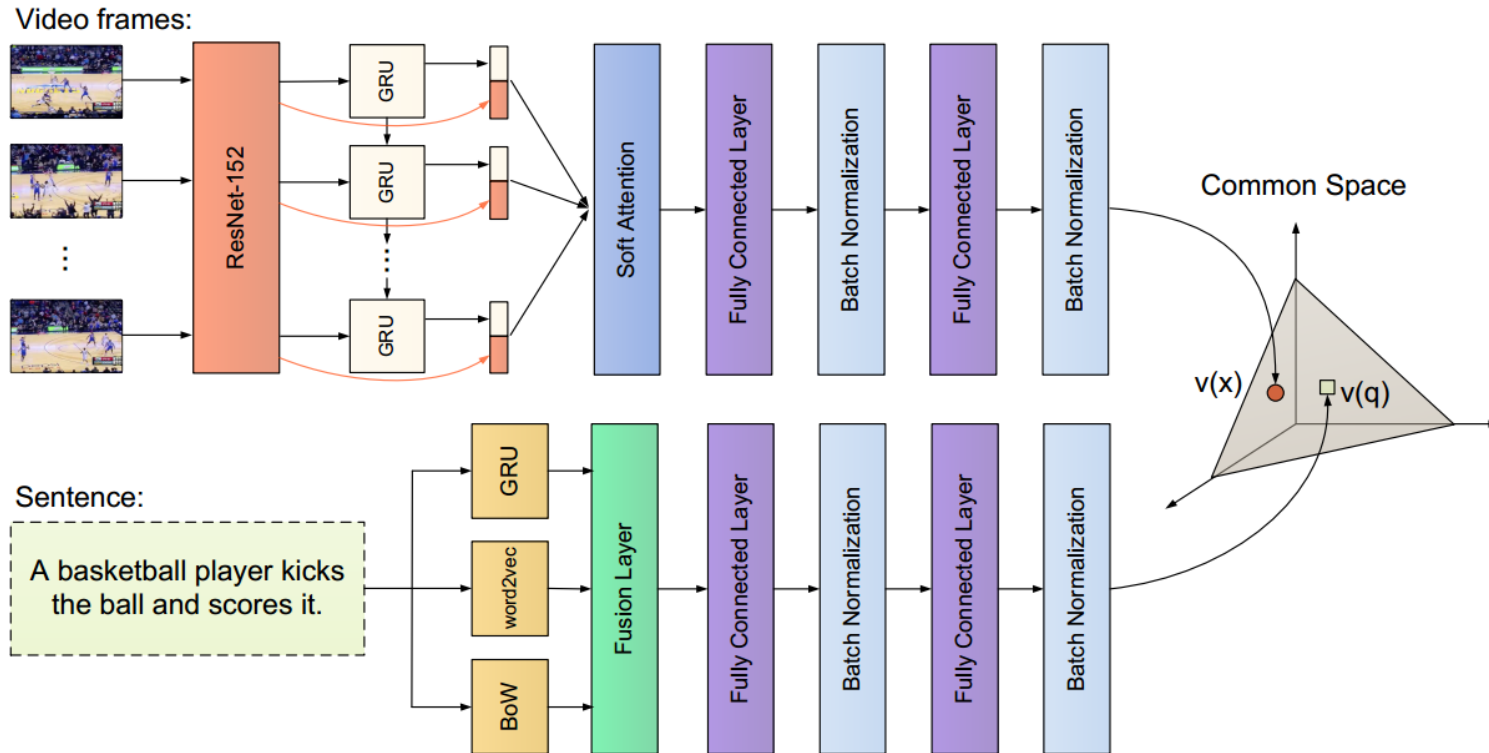 Video frames:
ResNet-152
GRU
GRU
GRU
Soft Attention
Fully Connected Layer
Batch Normalization
Fully Connected Layer
Batch Normalization
Common Space
v(x)
v(q)
Sentence:
A basketball player kicks
the ball and scores it.
GRU
word2vec
BoW
Fusion Layer
Fully Connected Layer
Batch Normalization
Fully Connected Layer
Batch Normalization